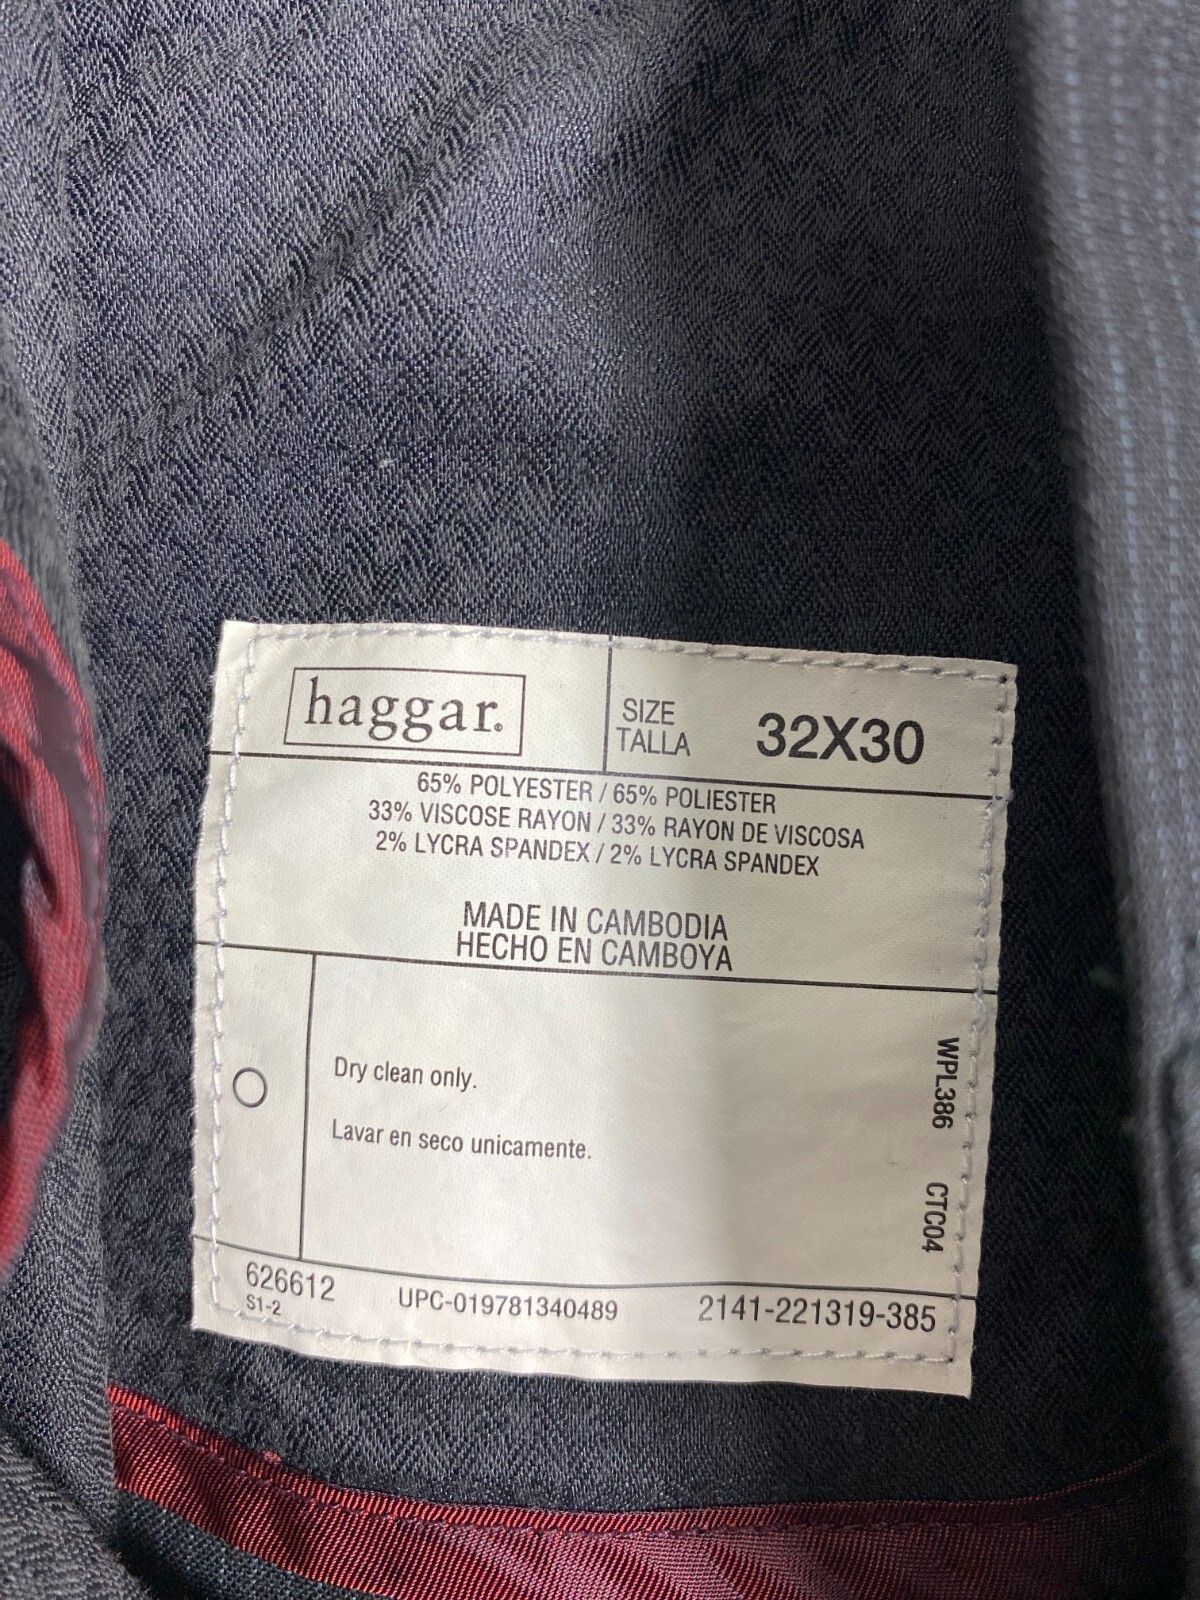 haggar.
SIZE
TALLA
32X30
65% POLYESTER / 65% POLIESTER
33% VISCOSE RAYON / 33% RAYON DE VISCOSA
2% LYCRA SPANDEX / 2% LYCRA SPANDEX
MADE IN CAMBODIA
HECHO EN CAMBOYA
Dry clean only.
Lavar en seco unicamente.
WPL386 CTC04
626612
S1-2
UPC-019781340489
2141-221319-385